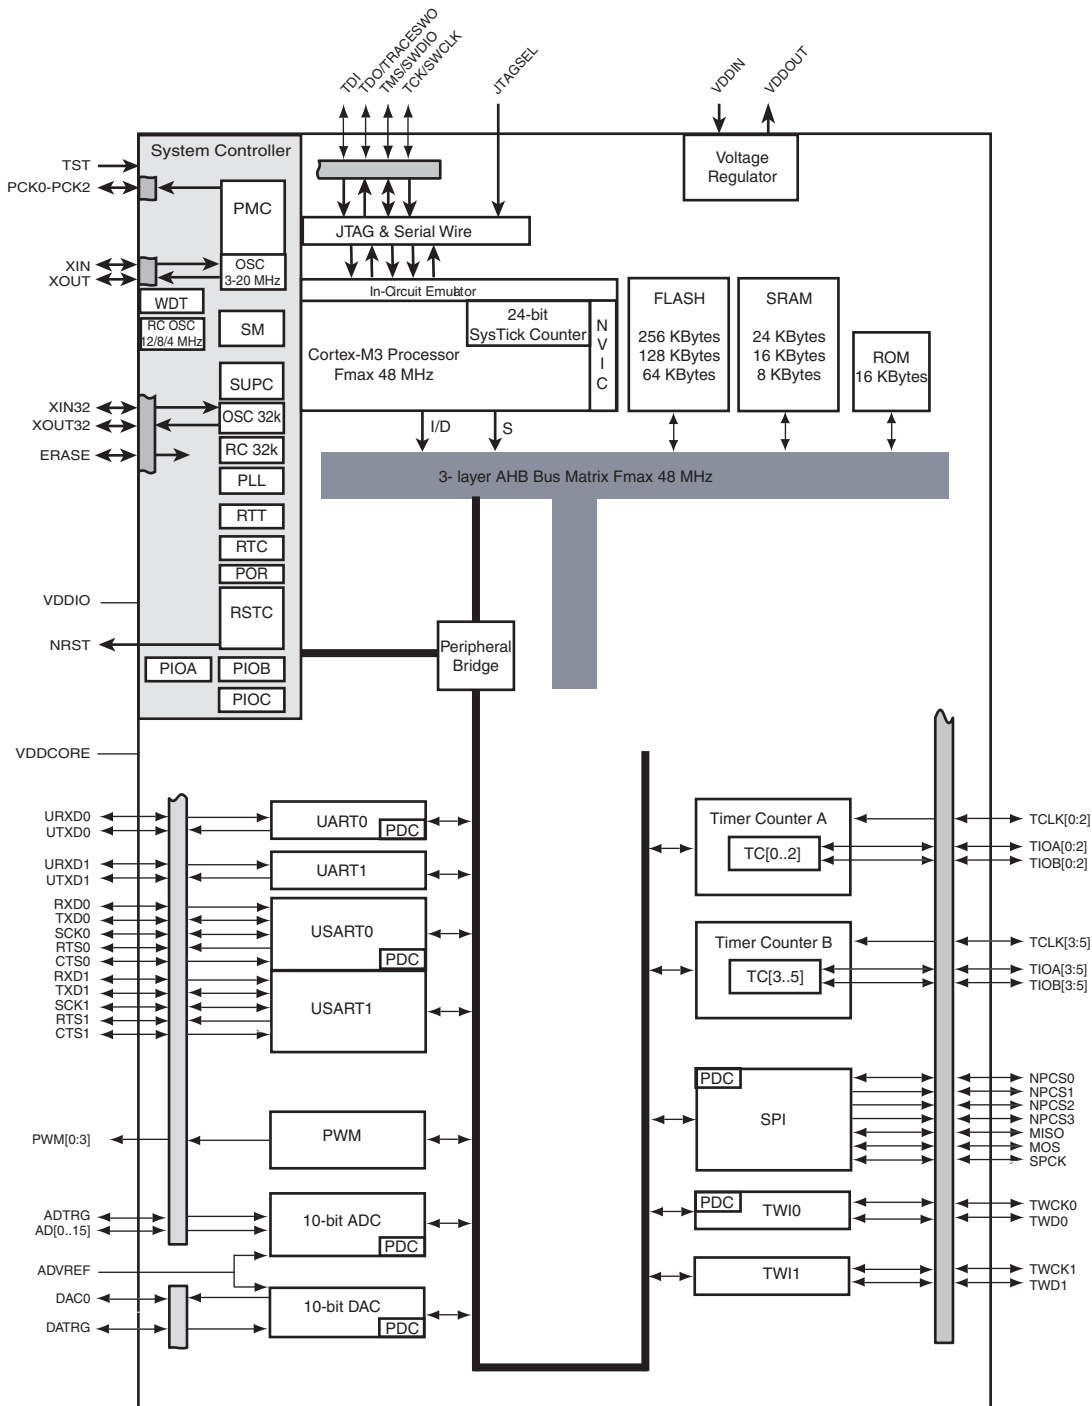 TDI
TDO/TRACESWO
TMS/SWDIO
TCK/SWCLK
JTAGSEL
VDDIN
VDDOUT
System Controller
Voltage
Regulator
TST
PCK0-PCK2
PMC
JTAG & Serial Wire
XIN
XOUT
OSC
3-20 MHz
WDT
RC OSC
12/8/4 MHz
SM
In-Circuit Emulator
24-bit
SysTick Counter
N
V
I
C
Cortex-M3 Processor
Fmax 48 MHz
FLASH
256 KBytes
128 KBytes
64 KBytes
SRAM
24 KBytes
16 KBytes
8 KBytes
ROM
16 KBytes
SUPC
XIN32
XOUT32
OSC 32k
I/D
S
ERASE
RC 32k
PLL
3- layer AHB Bus Matrix Fmax 48 MHz
RTT
RTC
POR
VDDIO
RSTC
NRST
Peripheral
Bridge
PIOA
PIOB
PIOC
VDDCORE
URXD0
UTXD0
UART0
PDC
URXD1
UTXD1
UART1
RXD0
TXD0
SCK0
RTS0
CTS0
USART0
PDC
RXD1
TXD1
SCK1
RTS1
CTS1
USART1
PWM[0:3]
PWM
ADTRG
AD[0..15]
10-bit ADC
PDC
ADVREF
DAC0
DATRG
10-bit DAC
PDC
Timer Counter A
TC[0..2]
TCLK[0:2]
TIOA[0:2]
TIOB[0:2]
Timer Counter B
TC[3..5]
TCLK[3:5]
TIOA[3:5]
TIOB[3:5]
PDC
SPI
NPCS0
NPCS1
NPCS2
NPCS3
MISO
MOS
SPCK
PDC
TWI0
TWCK0
TWD0
TWI1
TWCK1
TWD1